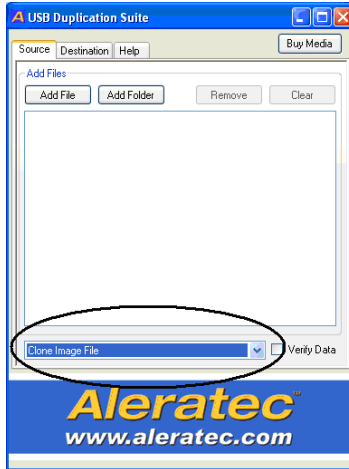 A USB Duplication Suite
Buy Media
Source Destination Help
Add Files
Add File Add Folder Remove Clear
Clone Image File Verify Data
Aleratec™
www.aleratec.com